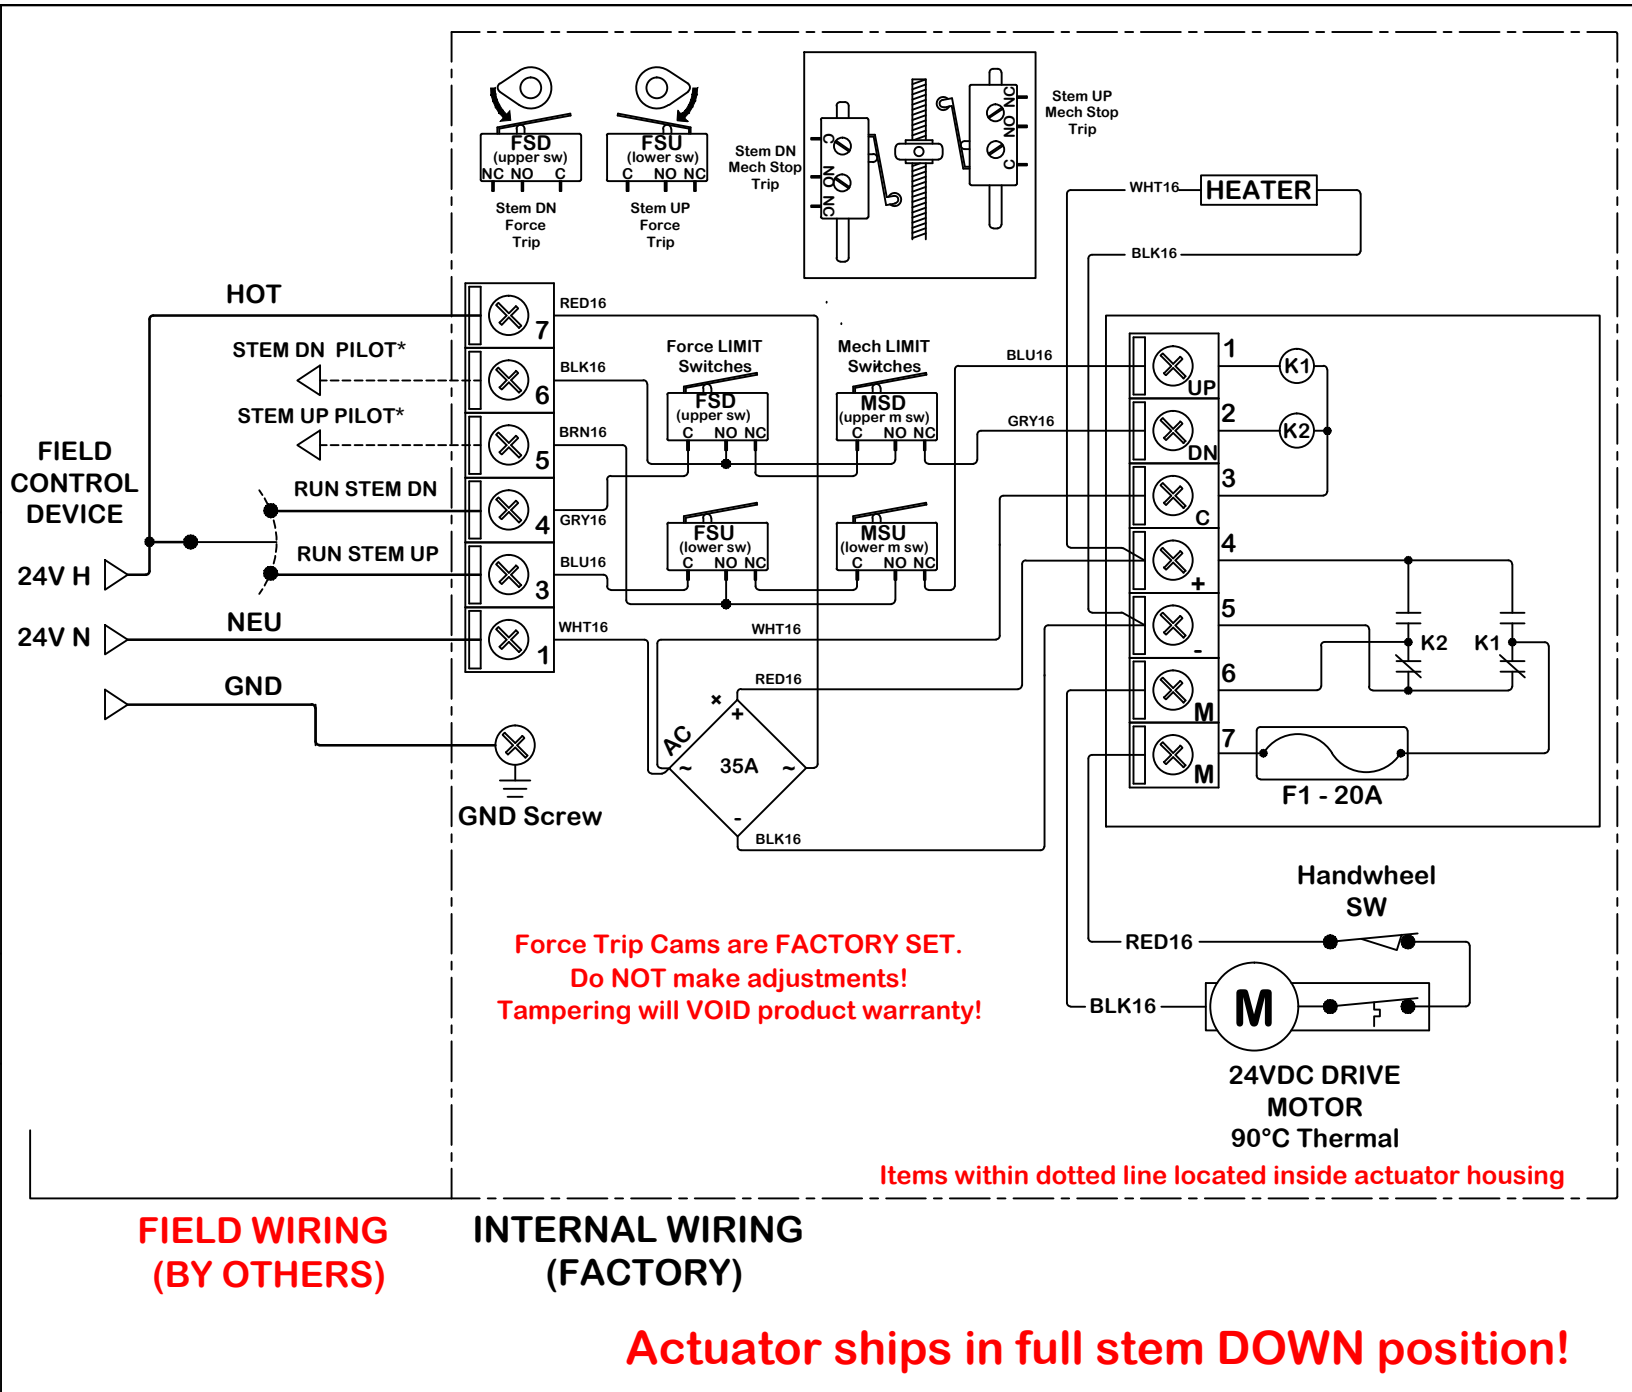 FSD
(upper sw)
NC NO C
Stem DN
Force
Trip
FSU
(lower sw)
C NO NC
Stem UP
Force
Trip
Stem DN
Mech Stop
Trip
C
NO
NC
NC
NO
C
Stem UP
Mech Stop
Trip
WHT16
HEATER
BLK16
HOT
STEM DN PILOT*
STEM UP PILOT*
FIELD
CONTROL
DEVICE
RUN STEM DN
RUN STEM UP
24V H
24V N
NEU
GND
7
6
5
4
3
1
RED16
BLK16
BRN16
GRY16
BLU16
WHT16
GND Screw
Force LIMIT
Switches
FSD
(upper sw)
C NO NC
Mech LIMIT
Switches
MSD
(upper m sw)
C NO NC
FSU
(lower sw)
C NO NC
MSU
(lower m sw)
C NO NC
BLU16
GRY16
WHT16
RED16
AC
+
~ 35A ~
-
BLK16
1
UP
2
DN
3
C
4
+
5
-
6
M
7
M
K1
K2
K2 K1
F1 - 20A
Handwheel
SW
RED16
BLK16
M
24VDC DRIVE
MOTOR
90°C Thermal
Force Trip Cams are FACTORY SET.
Do NOT make adjustments!
Tampering will VOID product warranty!
Items within dotted line located inside actuator housing
FIELD WIRING
(BY OTHERS)
INTERNAL WIRING
(FACTORY)
Actuator ships in full stem DOWN position!